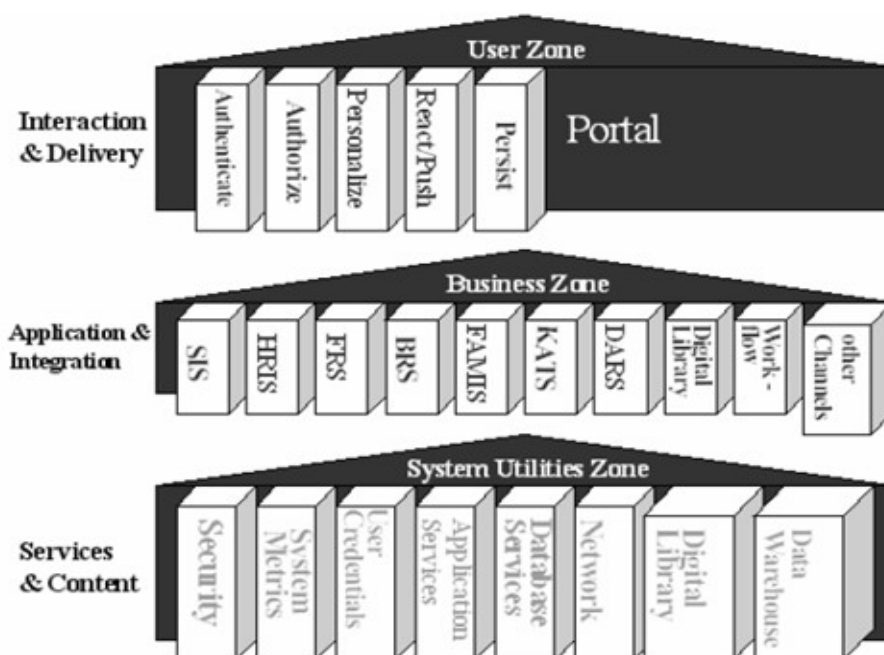 User Zone
Interaction
& Delivery
Authenticate
Authorize
Personalize
React/Push
Persist
Portal
Business Zone
Application &
Integration
SIS
HRIS
FRS
BRS
FAMIS
KATS
DARS
Digital
Library
Work-
flow
other
Channels
System Utilities Zone
Services
& Content
Security
System
Metrics
User
Credentials
Application
Services
Database
Services
Network
Digital
Library
Data
Warehouse